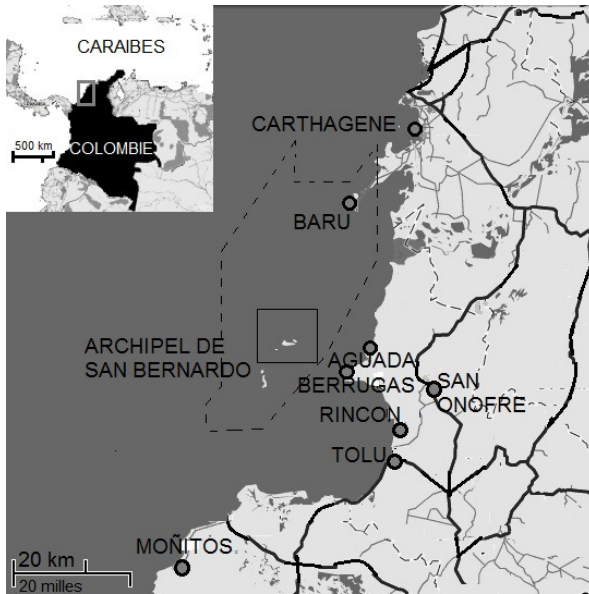 CARAIBES
500 km
COLOMBIE
CARTHAGENE
BARU
ARCHIPEL DE
SAN BERNARDO
AGUADA
BERRUGAS
SAN
ONOFRE
RINCON
TOLU
MOÑITOS
20 km
20 milles